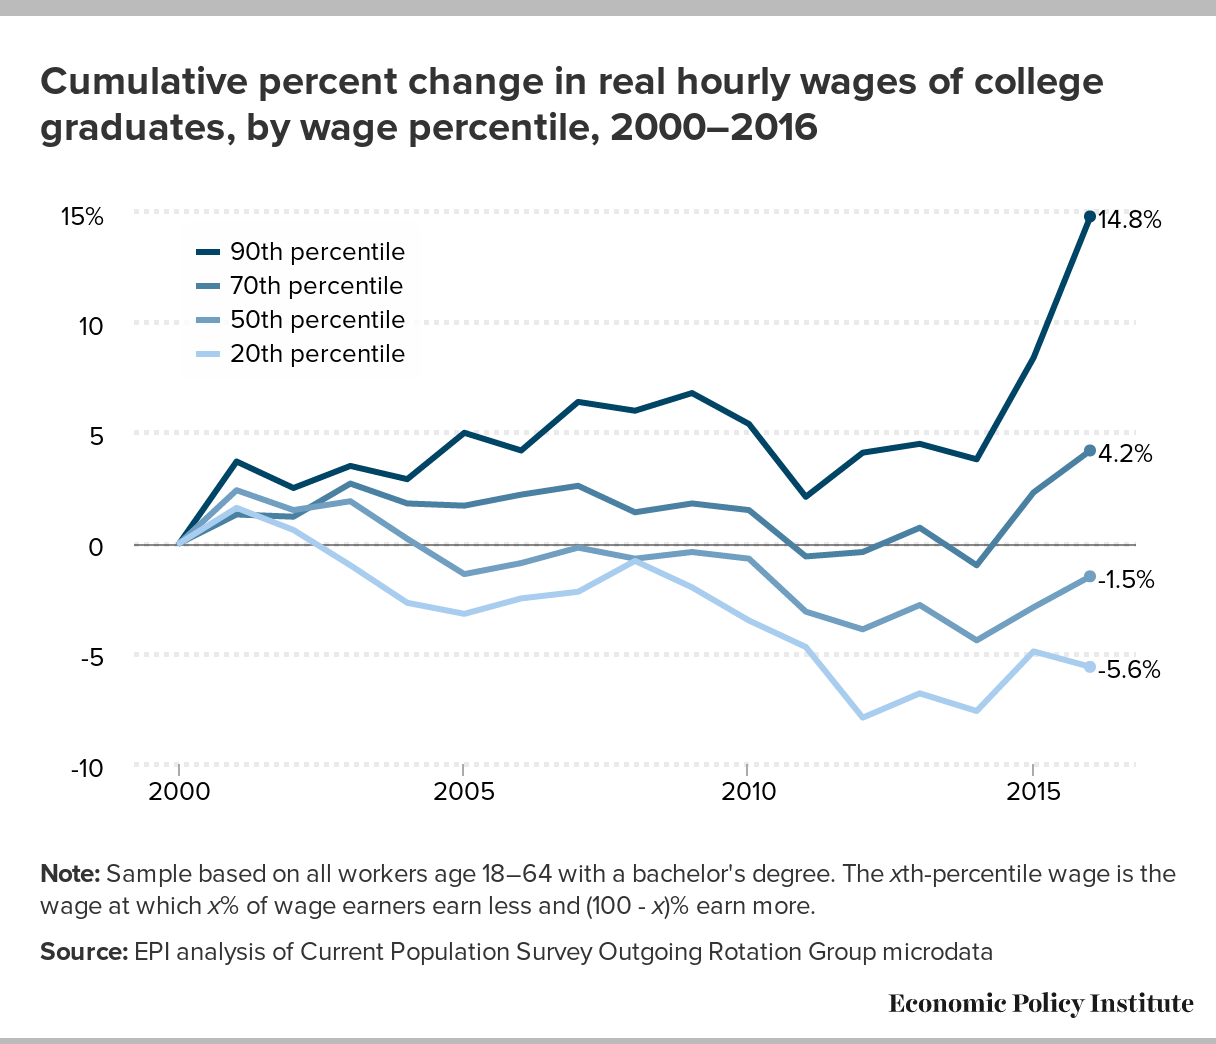 Cumulative percent change in real hourly wages of college
graduates, by wage percentile, 2000–2016
15%
10
5
0
-5
-10
90th percentile
70th percentile
50th percentile
20th percentile
14.8%
4.2%
-1.5%
-5.6%
2000
2005
2010
2015
Note: Sample based on all workers age 18–64 with a bachelor's degree. The xth-percentile wage is the
wage at which x% of wage earners earn less and (100 - x)% earn more.
Source: EPI analysis of Current Population Survey Outgoing Rotation Group microdata
Economic Policy Institute